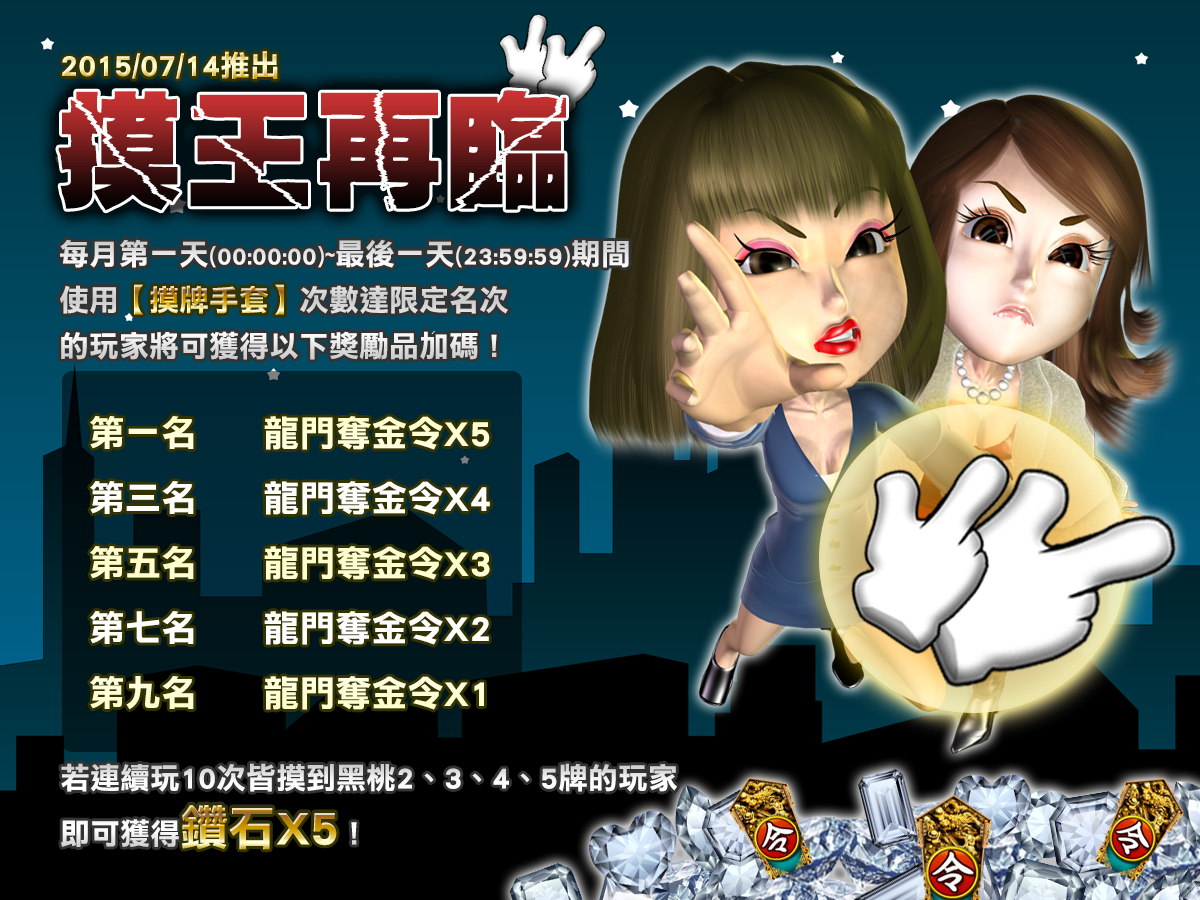 2015/07/14推出
摸王再臨
每月第一天(00:00:00)~最後一天(23:59:59)期間
使用【摸牌手套】次數達限定名次
的玩家將可獲得以下獎勵品加碼！
第一名 龍門奪金令X5
第三名 龍門奪金令X4
第五名 龍門奪金令X3
第七名 龍門奪金令X2
第九名 龍門奪金令X1
若連續玩10次皆摸到黑桃2、3、4、5牌的玩家
即可獲得鑽石X5！
令
令
令